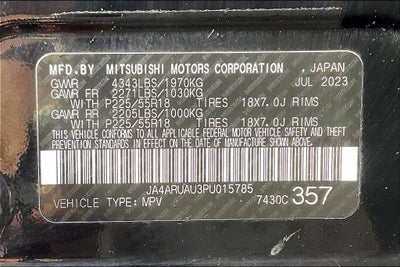 MFD.BY MITSUBISHI MOTORS CORPORATION, JAPAN
GVWR 4343LBS/1970KG JUL 2023
GAWR FR 2271LBS/1030KG
WITH P225/55R18 TIRES 18X7.0J RIMS
GAWR RR 2205LBS/1000KG
WITH P225/55R18 TIRES 18X7.0J RIMS
THIS VEHICLE CONFORMS TO ALL APPLICABLE
FEDERAL MOTOR VEHICLE SAFETY AND THEFT
PREVENTION STANDARDS IN EFFECT ON THE DATE
OF MANUFACTURE SHOWN ABOVE.
JA4ARUAU3PU015785
VEHICLE TYPE: MPV 7430C 357